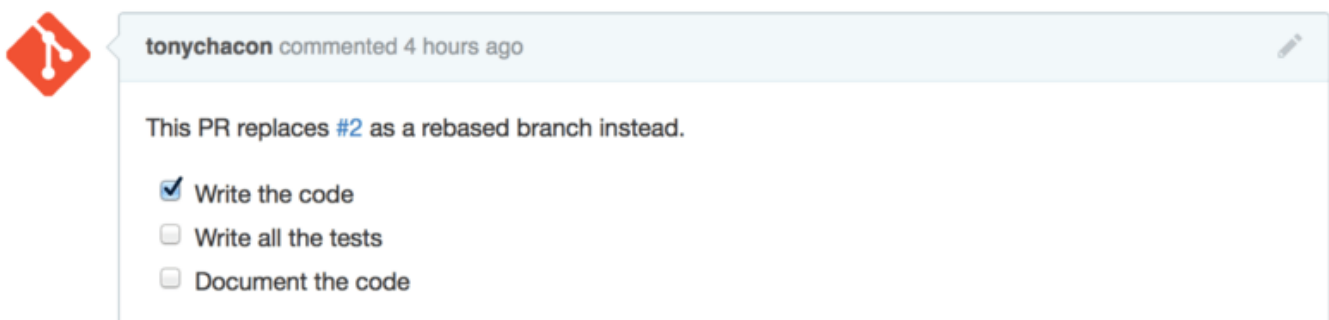 tonychacon commented 4 hours ago
This PR replaces #2 as a rebased branch instead.
Write the code
Write all the tests
Document the code